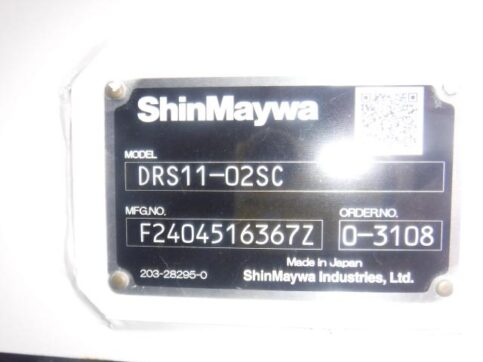 ShinMaywa
MODEL
DRS11-02SC
MFG.NO. ORDER.NO.
F2404516367Z 0-3108
Made in Japan
203-28295-0 ShinMaywa Industries, Ltd.